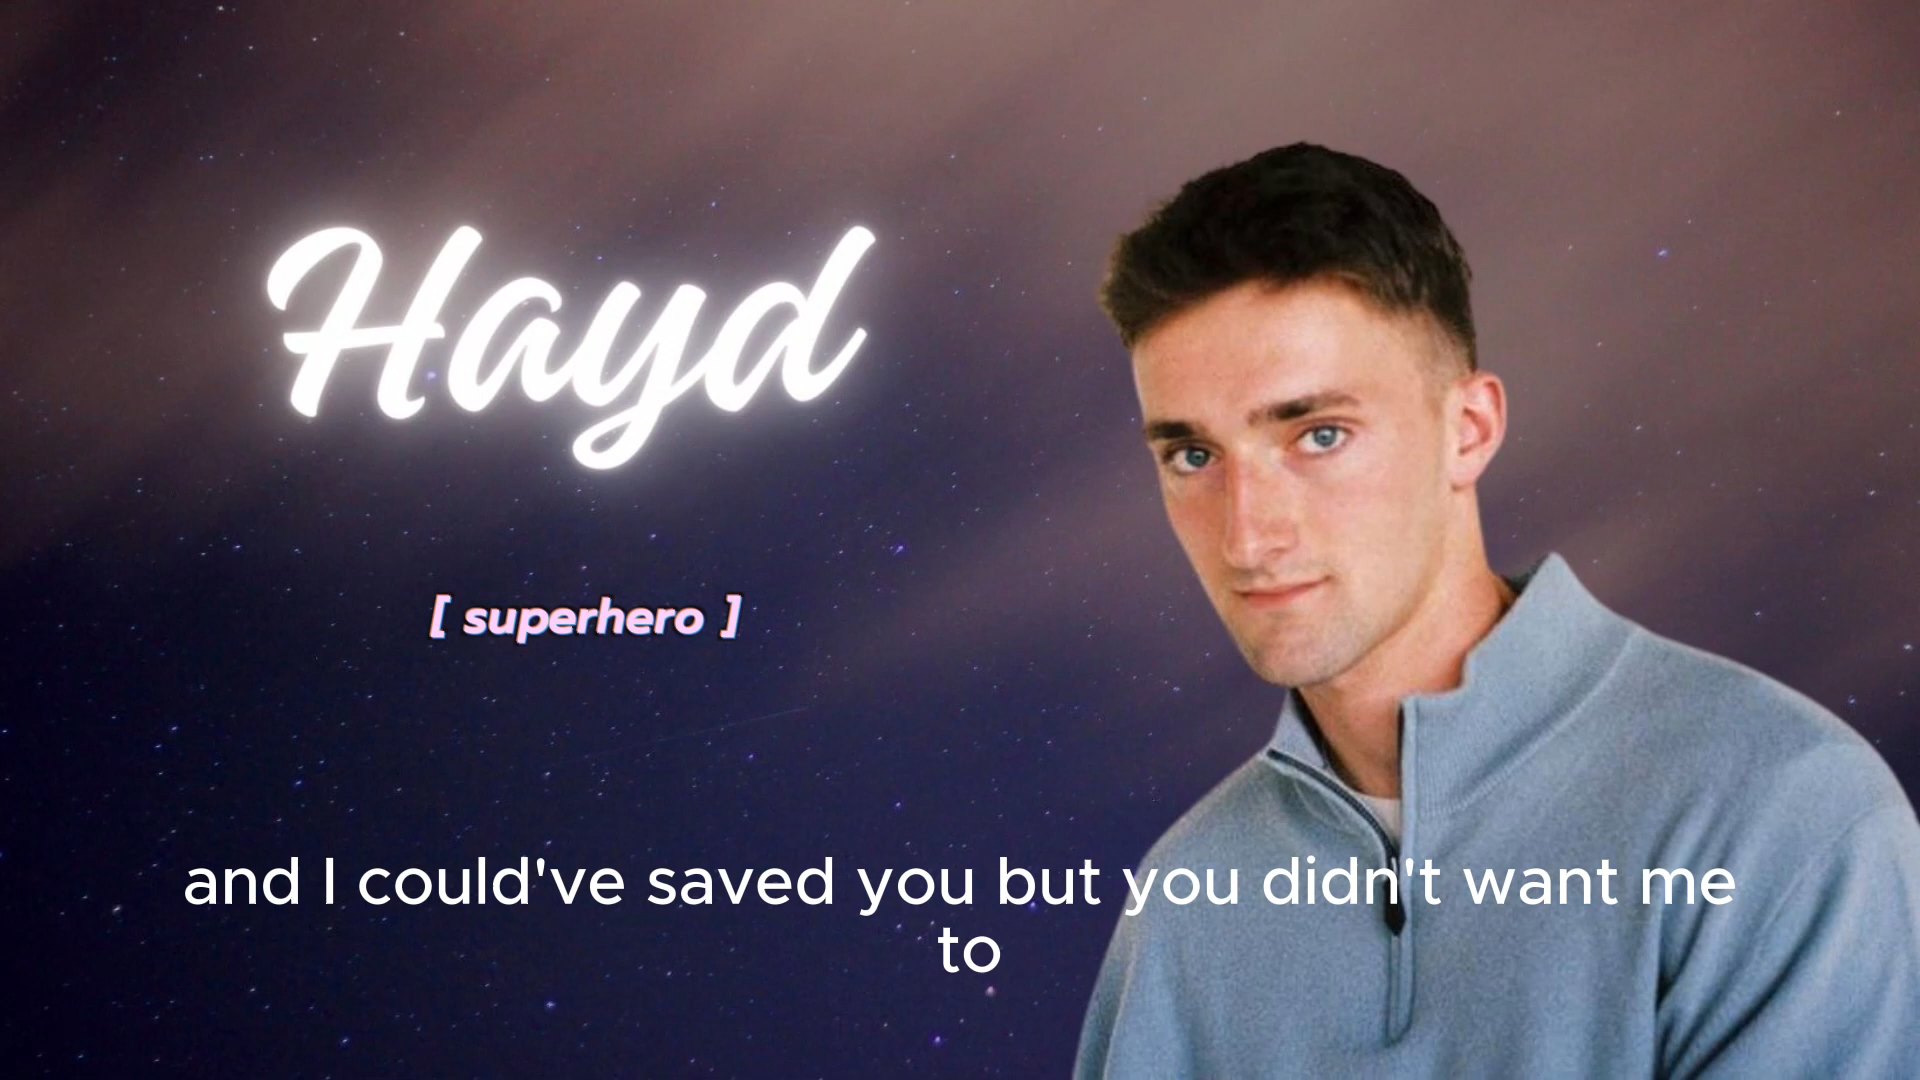 Hayd
[ superhero ]
and I could've saved you but you didn't want me
to